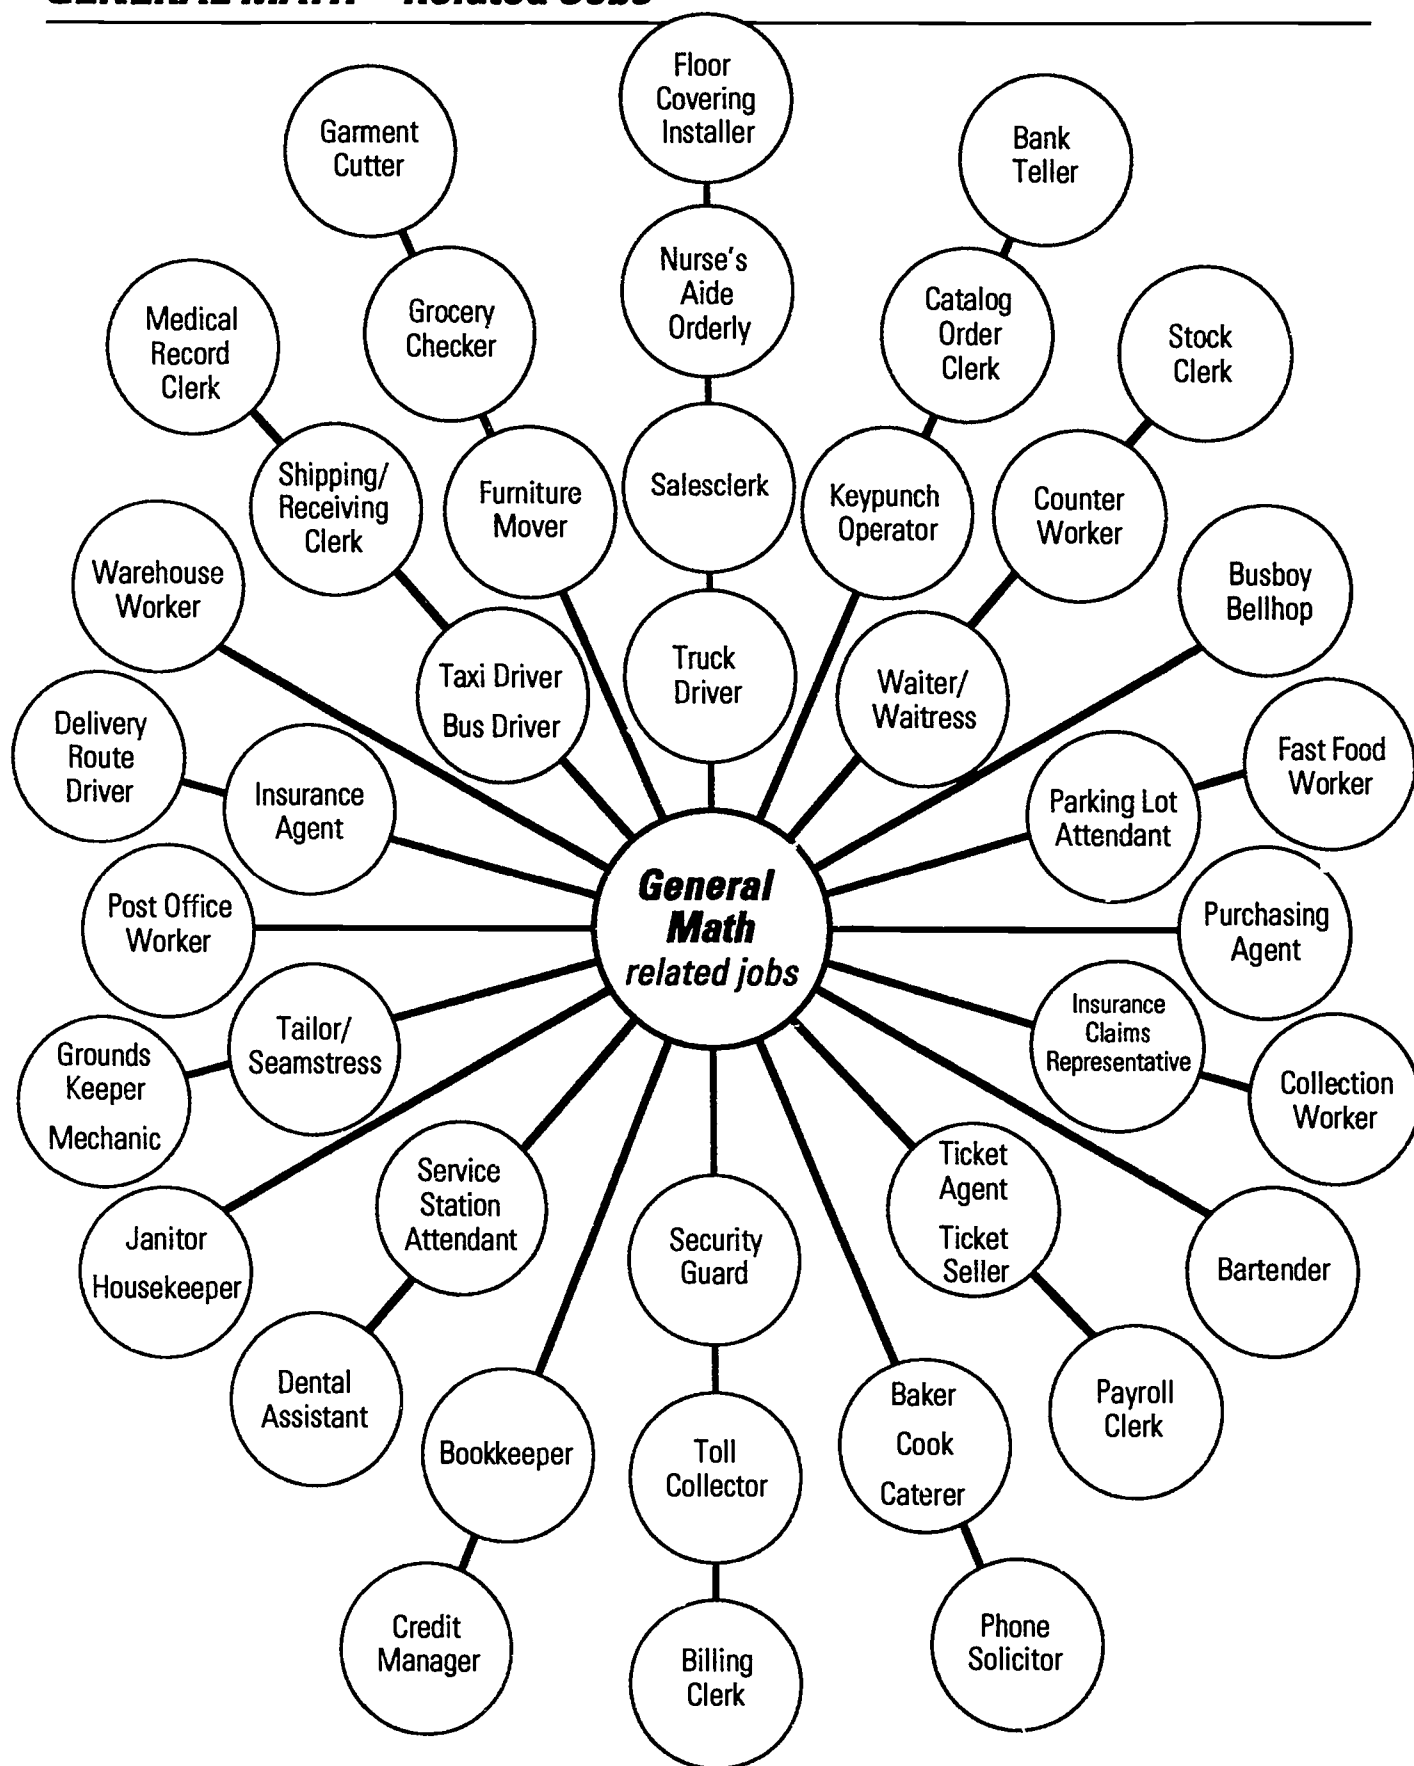 GENERAL MATH – Related Jobs
Floor
Covering
Installer
Garment
Cutter
Bank
Teller
Nurse's
Aide
Orderly
Medical
Record
Clerk
Grocery
Checker
Catalog
Order
Clerk
Stock
Clerk
Shipping/
Receiving
Clerk
Furniture
Mover
Salesclerk
Keypunch
Operator
Counter
Worker
Warehouse
Worker
Busboy
Bellhop
Taxi Driver
Bus Driver
Truck
Driver
Waiter/
Waitress
Delivery
Route
Driver
Insurance
Agent
Parking Lot
Attendant
Fast Food
Worker
Post Office
Worker
General
Math
related jobs
Purchasing
Agent
Tailor/
Seamstress
Insurance
Claims
Representative
Grounds
Keeper
Mechanic
Collection
Worker
Janitor
Housekeeper
Service
Station
Attendant
Security
Guard
Ticket
Agent
Ticket
Seller
Bartender
Dental
Assistant
Bookkeeper
Toll
Collector
Baker
Cook
Caterer
Payroll
Clerk
Credit
Manager
Billing
Clerk
Phone
Solicitor